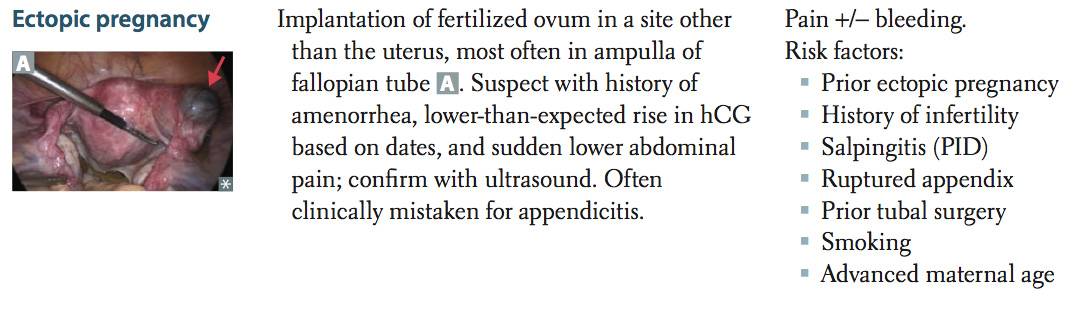 Ectopic pregnancy
A
*
Implantation of fertilized ovum in a site other
than the uterus, most often in ampulla of
fallopian tube A. Suspect with history of
amenorrhea, lower-than-expected rise in hCG
based on dates, and sudden lower abdominal
pain; confirm with ultrasound. Often
clinically mistaken for appendicitis.
Pain +/– bleeding.
Risk factors:
▪ Prior ectopic pregnancy
▪ History of infertility
▪ Salpingitis (PID)
▪ Ruptured appendix
▪ Prior tubal surgery
▪ Smoking
▪ Advanced maternal age